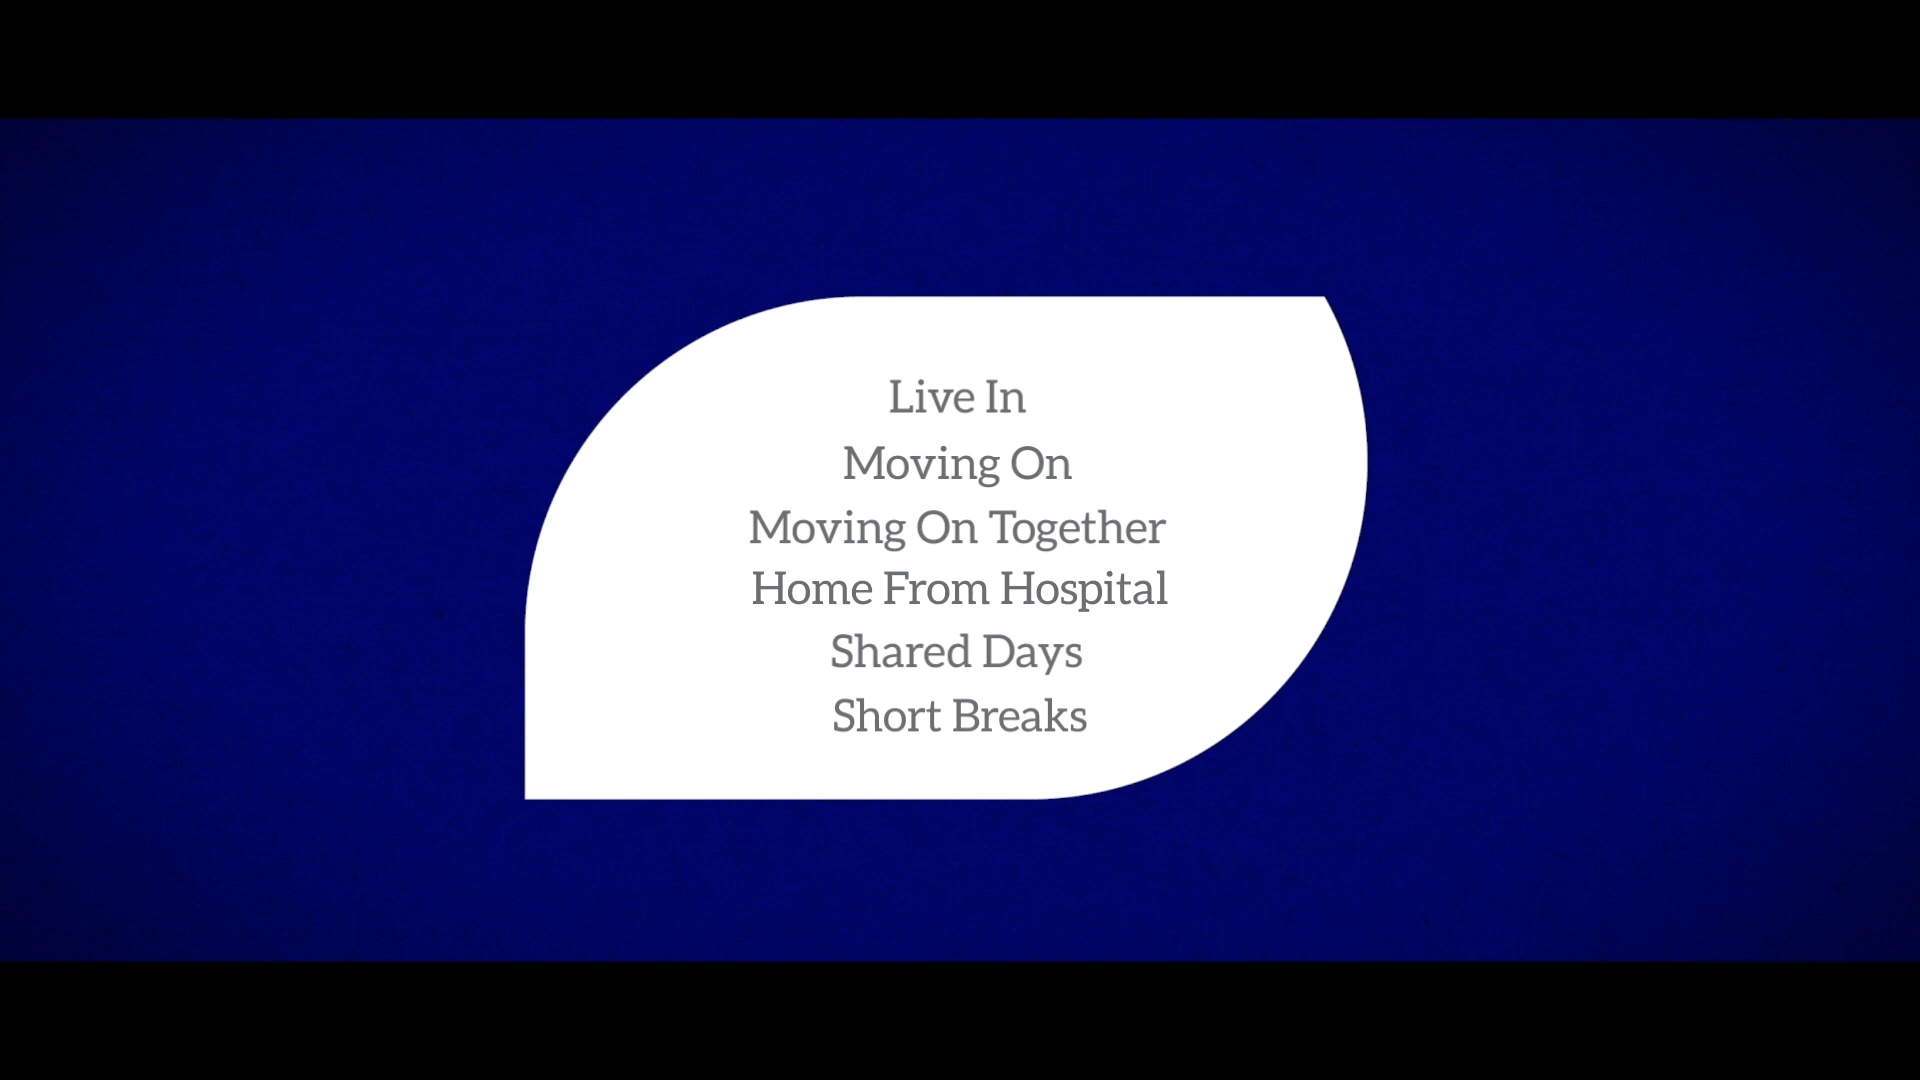 Live In
Moving On
Moving On Together
Home From Hospital
Shared Days
Short Breaks